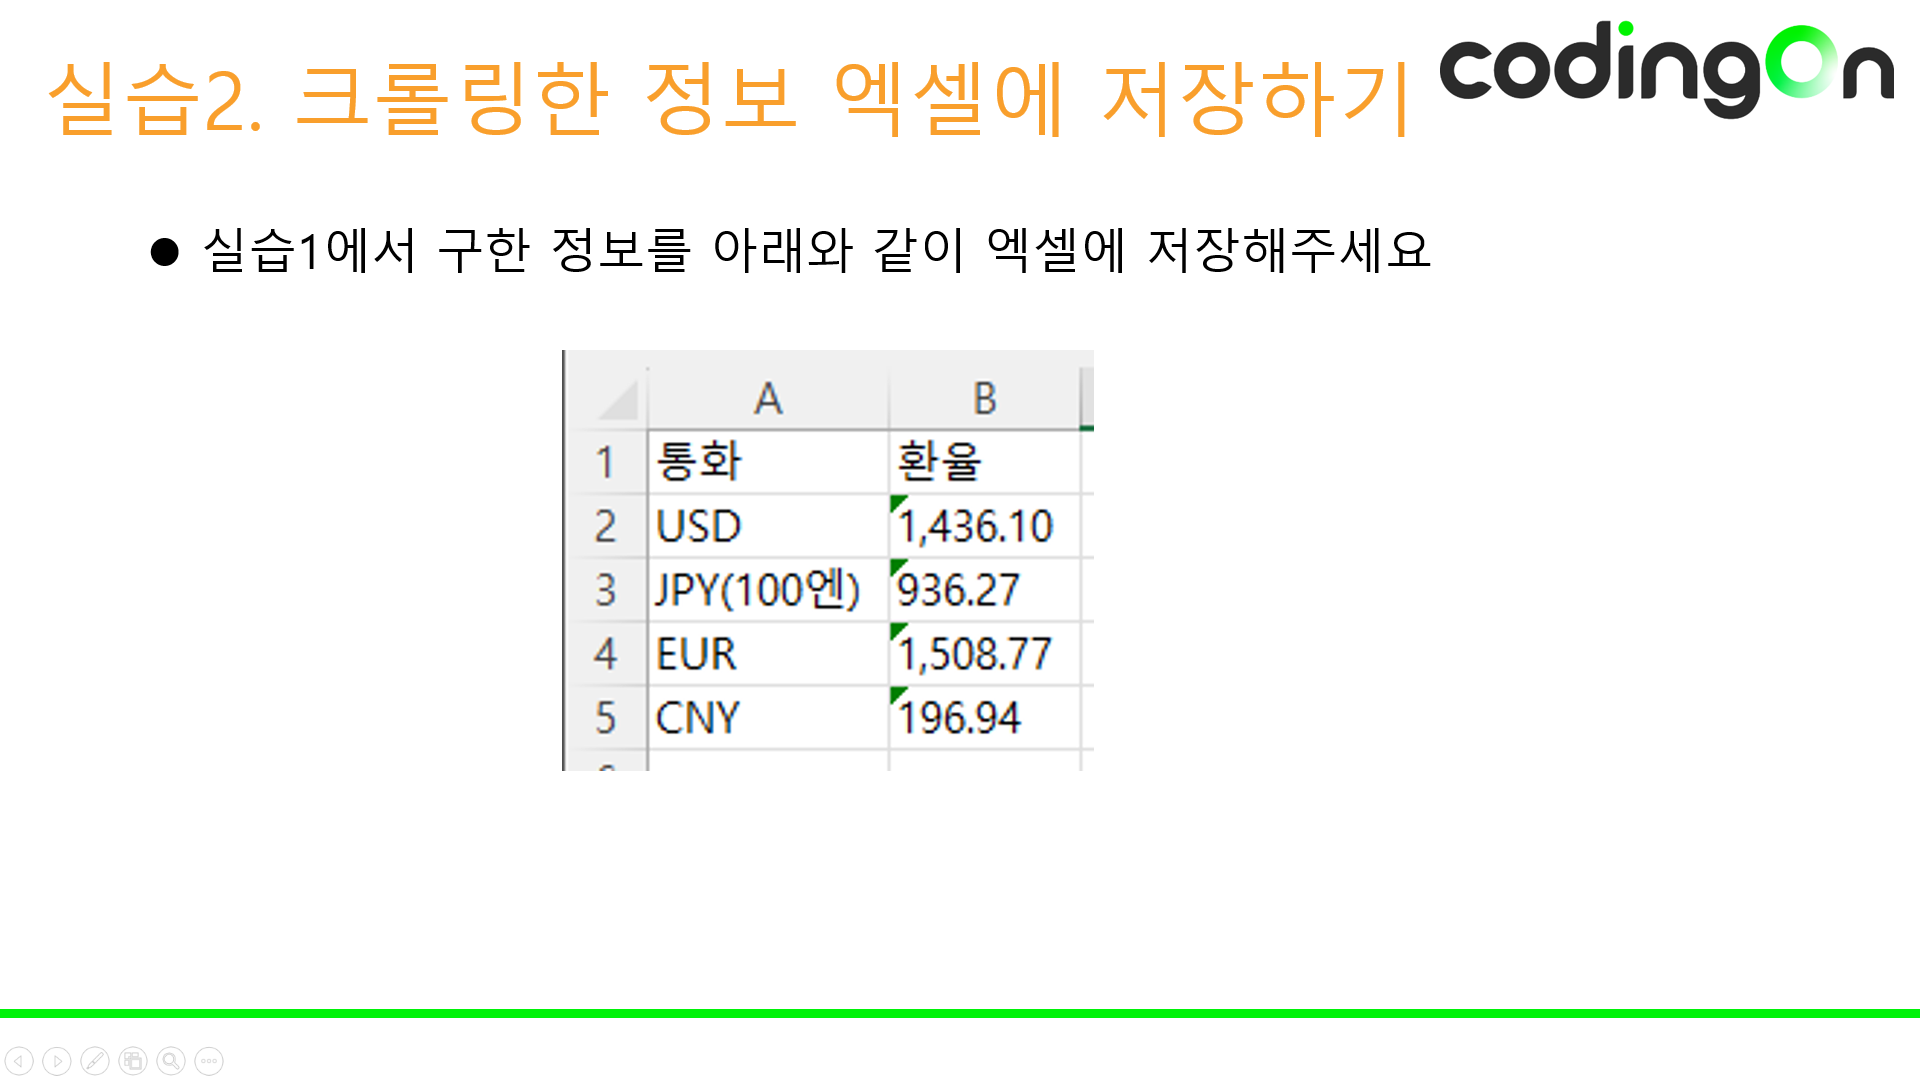 실습2. 크롤링한 정보 엑셀에 저장하기
codingOn
● 실습1에서 구한 정보를 아래와 같이 엑셀에 저장해주세요
A B
1 통화 환율
2 USD 1,436.10
3 JPY(100엔) 936.27
4 EUR 1,508.77
5 CNY 196.94